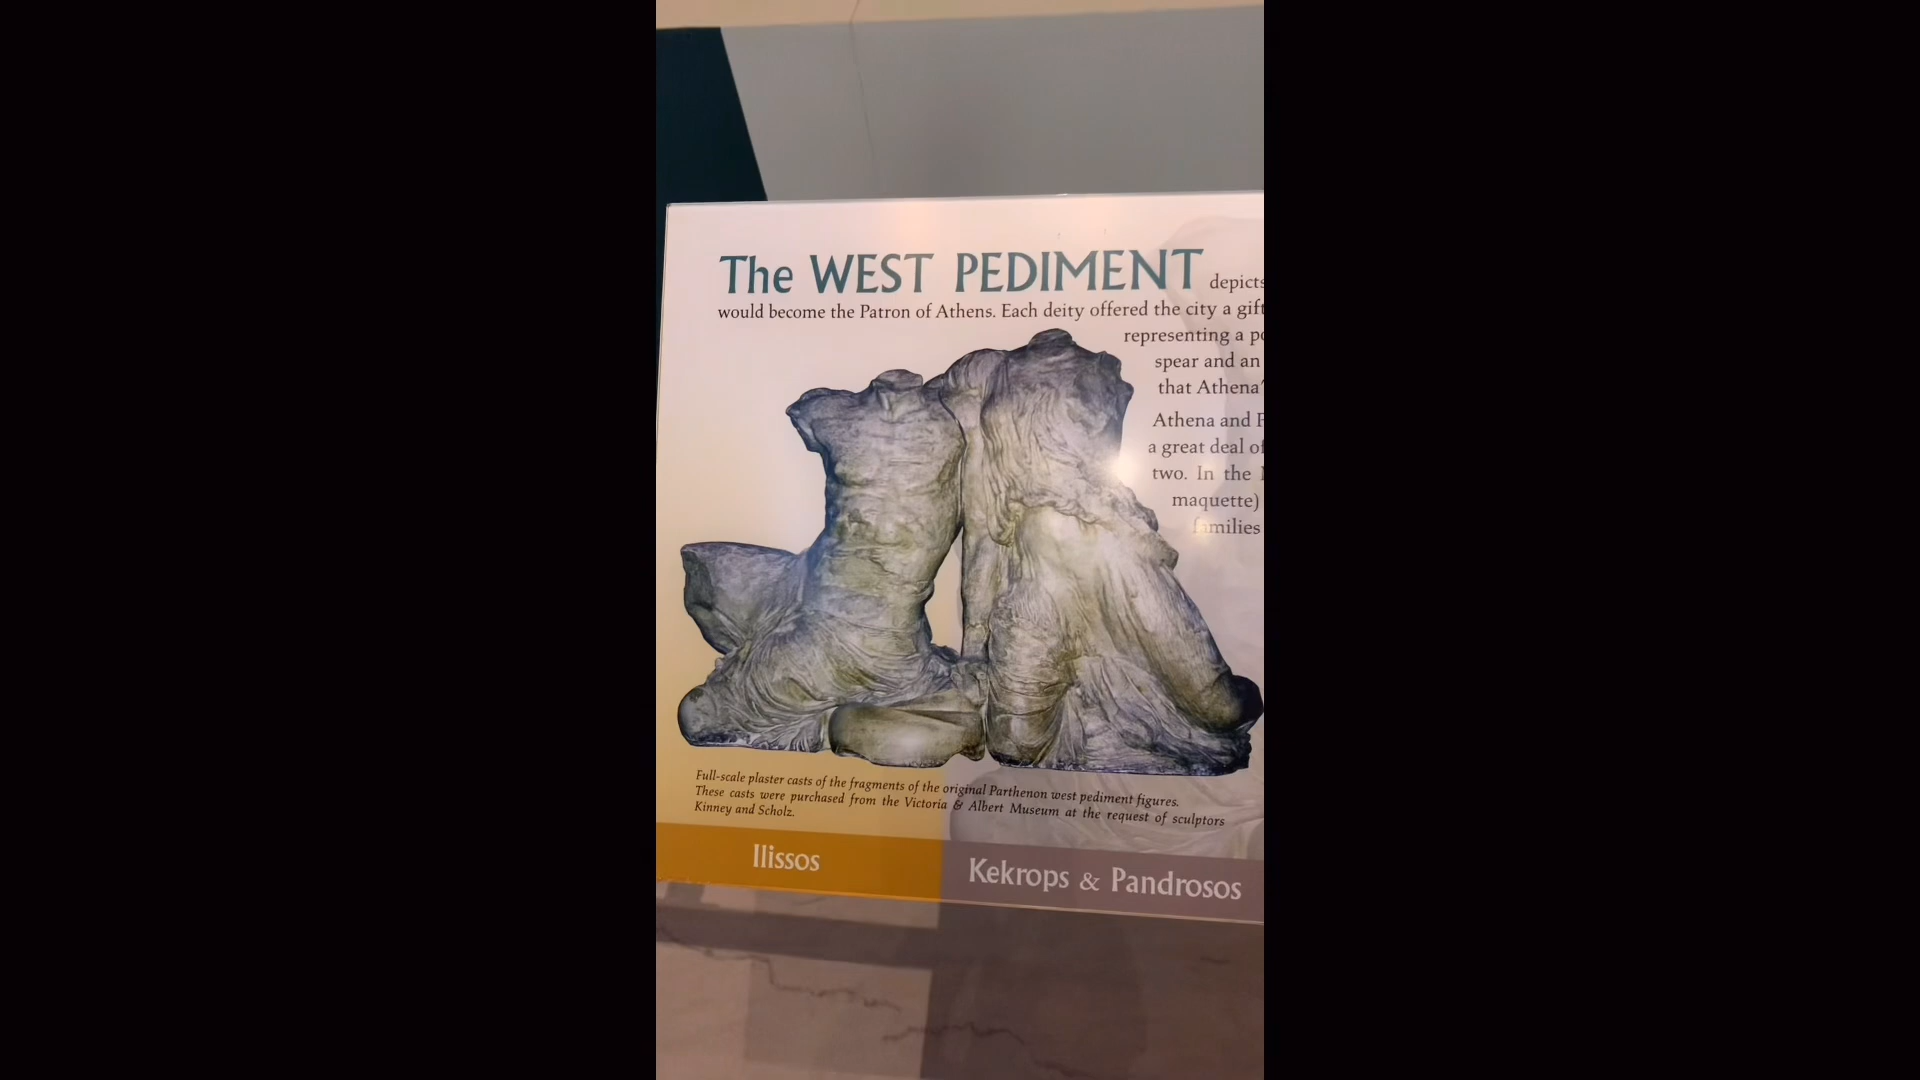 The WEST PEDIMENT depicts
would become the Patron of Athens. Each deity offered the city a gift
representing a
spear and an
that Athena'
Athena and
a great deal of
two. In the
maquette)
families
Full-scale plaster casts of the fragments of the original Parthenon west pediment figures.
These casts were purchased from the Victoria & Albert Museum at the request of sculptors
Kinney and Scholz.
Ilissos
Kekrops & Pandrosos